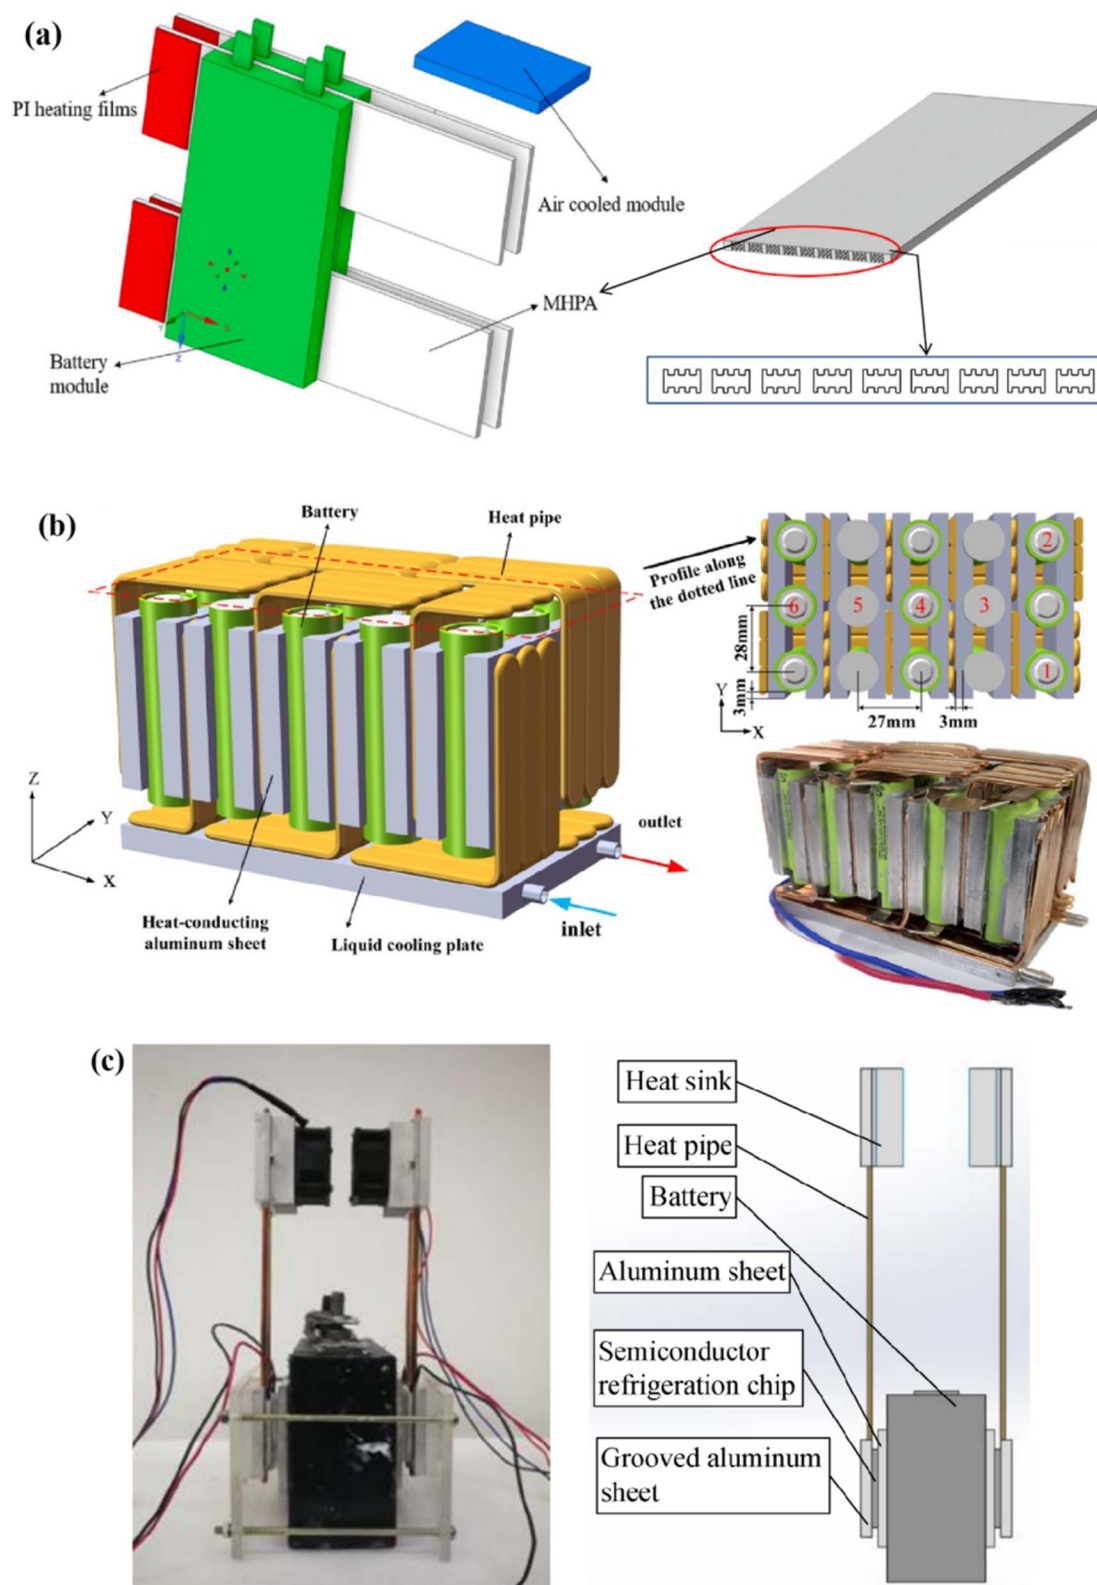 (a)
PI heating films
Air cooled module
MHPA
Battery
module
X
Y
Z
(b)
Battery
Heat pipe
Profile along
the dotted line
2
6
5
4
3
1
28mm
3mm
27mm
3mm
Y
X
Z
Y
X
outlet
inlet
Heat-conducting
aluminum sheet
Liquid cooling plate
(c)
Heat sink
Heat pipe
Battery
Aluminum sheet
Semiconductor
refrigeration chip
Grooved aluminum
sheet